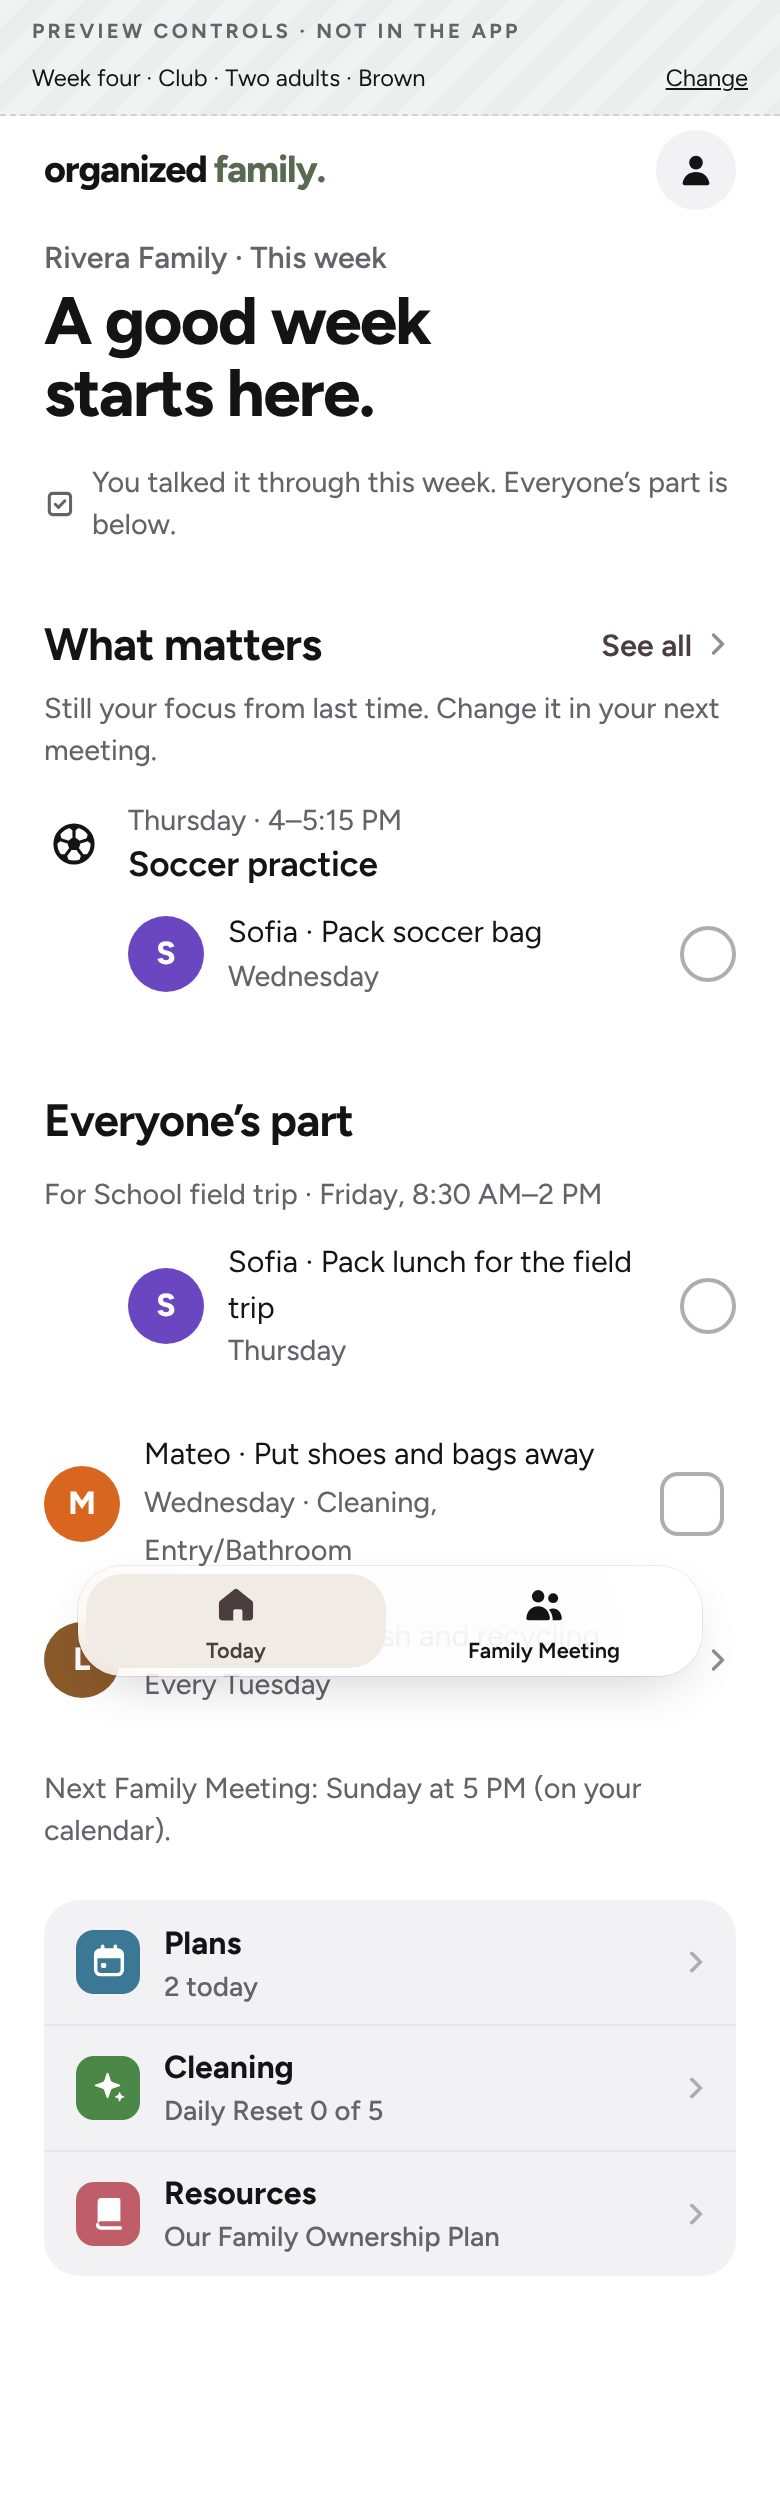 PREVIEW CONTROLS · NOT IN THE APP
Week four · Club · Two adults · Brown
Change
organized family.
Rivera Family · This week
A good week
starts here.
You talked it through this week. Everyone’s part is
below.
What matters
See all
Still your focus from last time. Change it in your next
meeting.
Thursday · 4–5:15 PM
Soccer practice
S
Sofia · Pack soccer bag
Wednesday
Everyone’s part
For School field trip · Friday, 8:30 AM–2 PM
S
Sofia · Pack lunch for the field
trip
Thursday
M
Mateo · Put shoes and bags away
Wednesday · Cleaning,
Entry/Bathroom
L
and recycling
Every Tuesday
Today
Family Meeting
Next Family Meeting: Sunday at 5 PM (on your
calendar).
Plans
2 today
Cleaning
Daily Reset 0 of 5
Resources
Our Family Ownership Plan